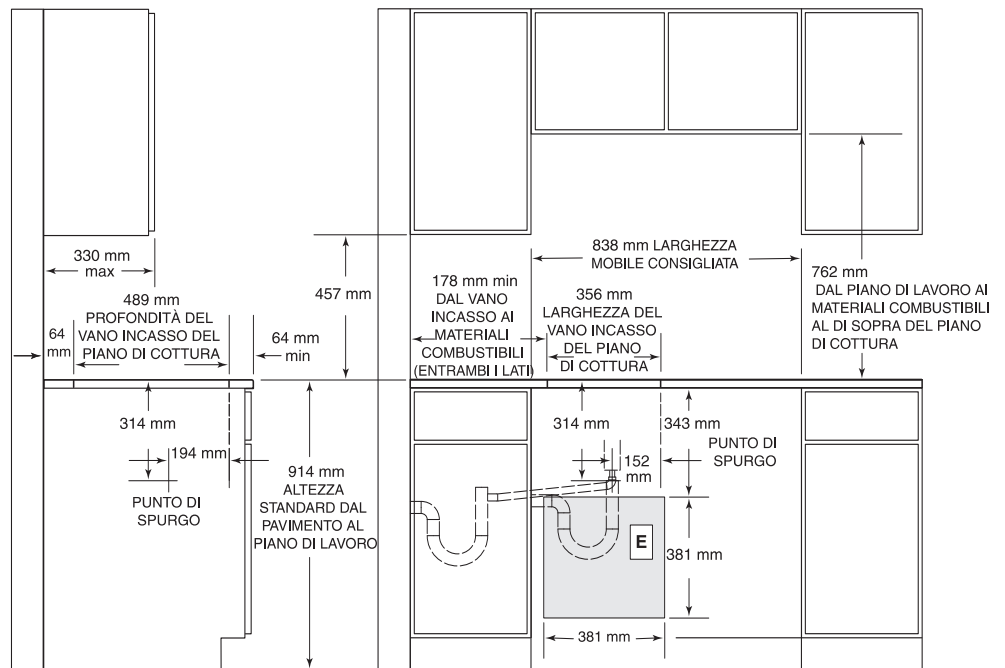 330 mm
max
489 mm
PROFONDITÀ DEL
VANO INCASSO DEL
PIANO DI COTTURA
64
mm
64 mm
min
457 mm
314 mm
194 mm
PUNTO DI
SPURGO
914 mm
ALTEZZA
STANDARD DAL
PAVIMENTO AL
PIANO DI LAVORO
838 mm LARGHEZZA
MOBILE CONSIGLIATA
178 mm min
DAL VANO
INCASSO AI
MATERIALI
COMBUSTIBILI
(ENTRAMBI I LATI)
356 mm
LARGHEZZA DEL
VANO INCASSO
DEL PIANO
DI COTTURA
762 mm
DAL PIANO DI LAVORO AI
MATERIALI COMBUSTIBILI
AL DI SOPRA DEL PIANO
DI COTTURA
314 mm
343 mm
152
mm
PUNTO DI
SPURGO
E
381 mm
381 mm